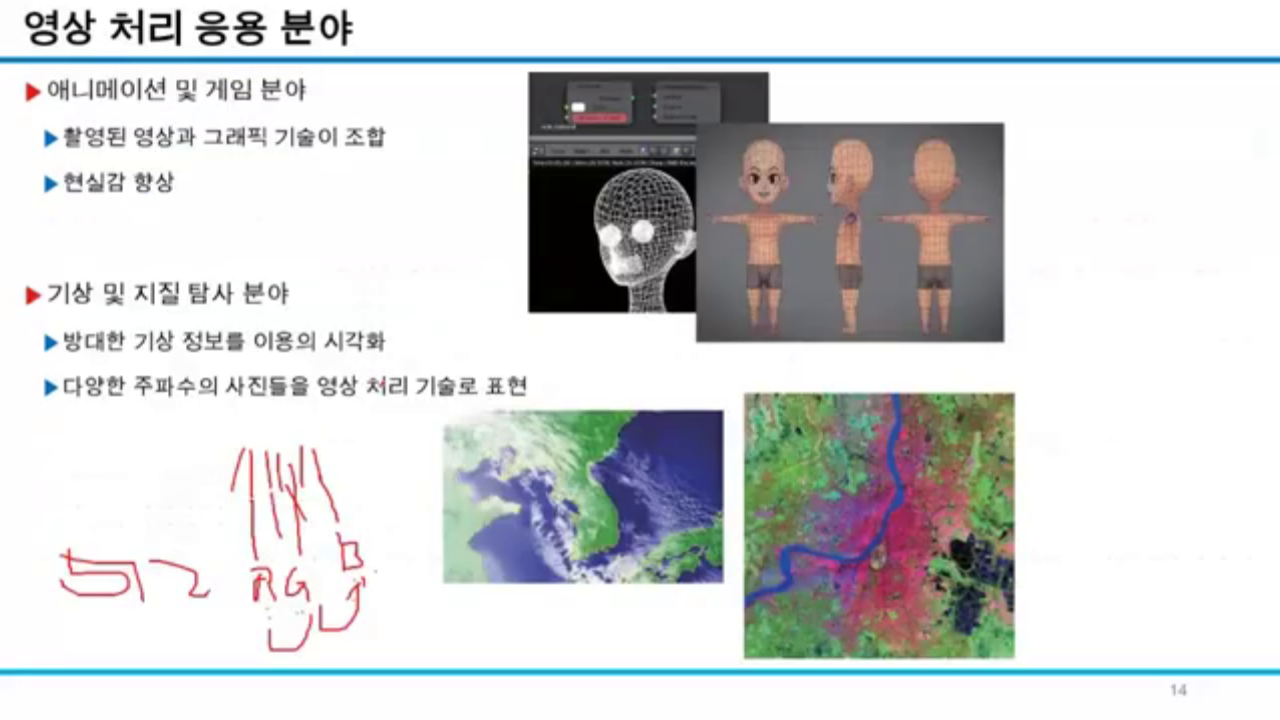 영상 처리 응용 분야
애니메이션 및 게임 분야
촬영된 영상과 그래픽 기술이 조합
현실감 향상
기상 및 지질 탐사 분야
방대한 기상 정보를 이용의 시각화
다양한 주파수의 사진들을 영상 처리 기술로 표현
512 R G B
14